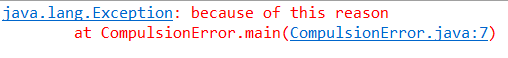 java.lang.Exception: because of this reason
at CompulsionError.main(CompulsionError.java:7)